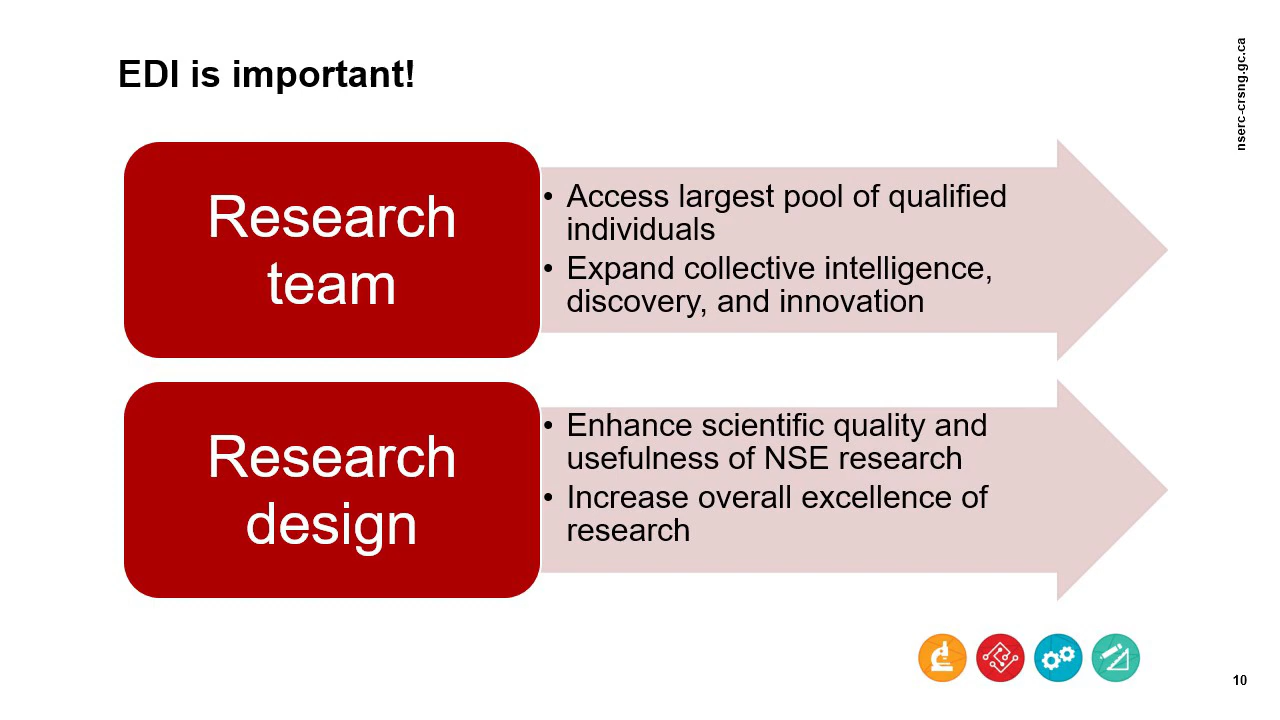 EDI is important!
nserc-crsng.gc.ca
Research
team
• Access largest pool of qualified
individuals
• Expand collective intelligence,
discovery, and innovation
Research
design
• Enhance scientific quality and
usefulness of NSE research
• Increase overall excellence of
research
10